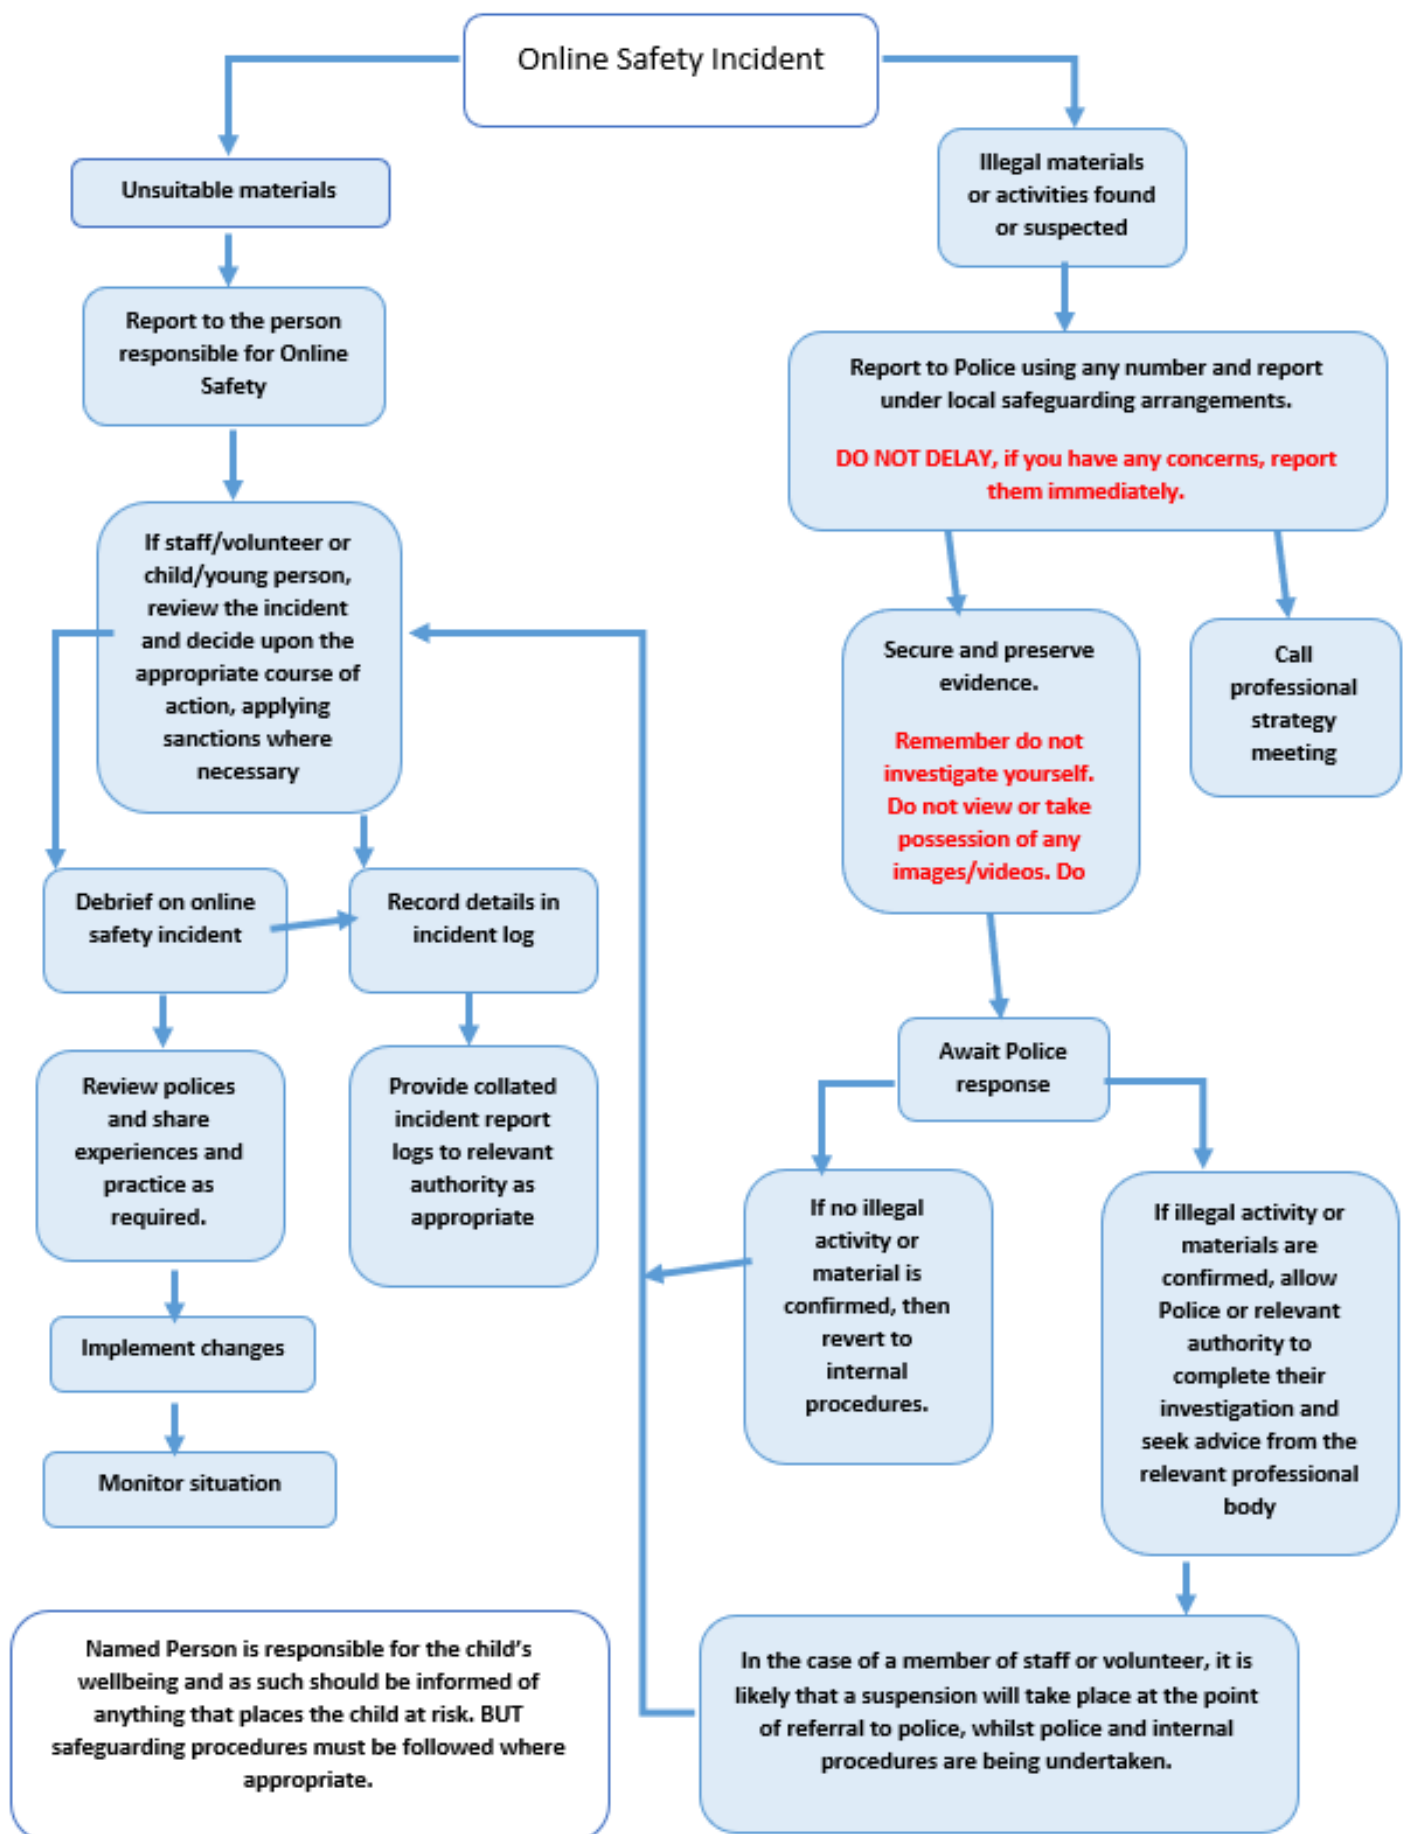 Online Safety Incident
Unsuitable materials
Report to the person
responsible for Online
Safety
If staff/volunteer or
child/young person,
review the incident
and decide upon the
appropriate course of
action, applying
sanctions where
necessary
Debrief on online
safety incident
Record details in
incident log
Review polices
and share
experiences and
practice as
required.
Provide collated
incident report
logs to relevant
authority as
appropriate
Implement changes
Monitor situation
Illegal materials
or activities found
or suspected
Report to Police using any number and report
under local safeguarding arrangements.
DO NOT DELAY, if you have any concerns, report
them immediately.
Secure and preserve
evidence.
Remember do not
investigate yourself.
Do not view or take
possession of any
images/videos. Do
Call
professional
strategy
meeting
Await Police
response
If no illegal
activity or
material is
confirmed, then
revert to
internal
procedures.
If illegal activity or
materials are
confirmed, allow
Police or relevant
authority to
complete their
investigation and
seek advice from the
relevant professional
body
In the case of a member of staff or volunteer, it is
likely that a suspension will take place at the point
of referral to police, whilst police and internal
procedures are being undertaken.
Named Person is responsible for the child's
wellbeing and as such should be informed of
anything that places the child at risk. BUT
safeguarding procedures must be followed where
appropriate.